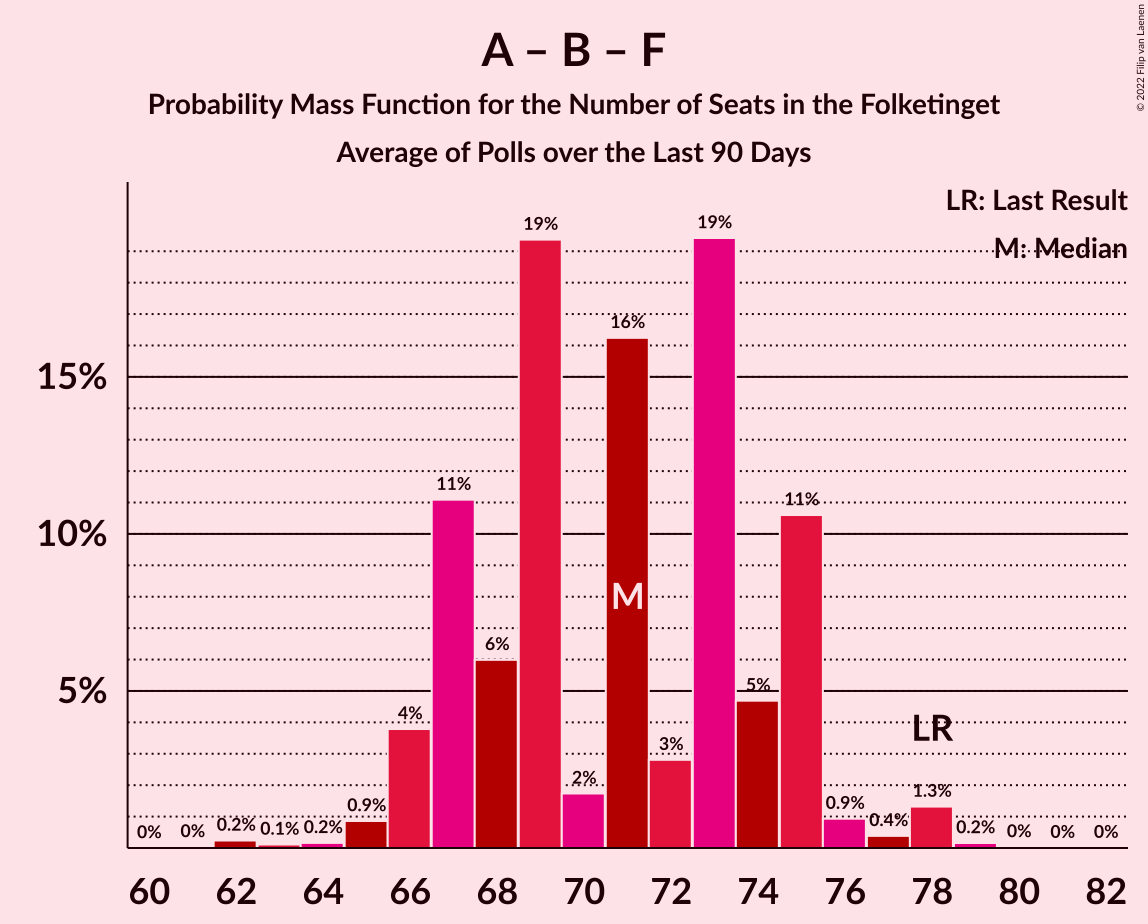 A – B – F
Probability Mass Function for the Number of Seats in the Folketinget
Average of Polls over the Last 90 Days
© 2022 Filip van Laenen
LR: Last Result
M: Median
15%
10%
5%
0%
0%
0.2%
0.1%
0.2%
0.9%
4%
11%
6%
19%
2%
16%
3%
19%
5%
11%
0.9%
0.4%
1.3%
0.2%
0%
0%
0%
M
LR
60 62 64 66 68 70 72 74 76 78 80 82